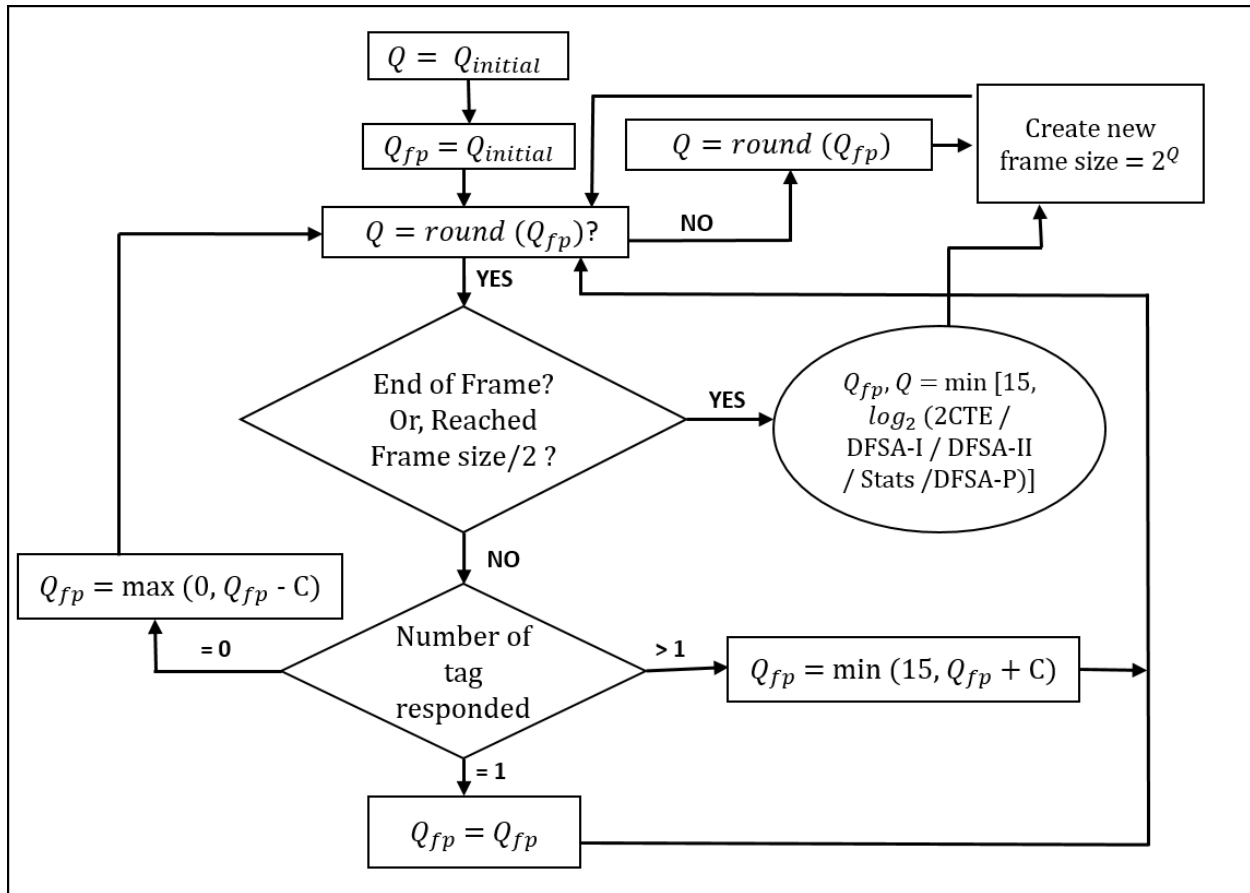 Q = Q_initial
Q_fp = Q_initial
Q = round (Q_fp)
Create new
frame size = 2^Q
Q = round (Q_fp)?
NO
YES
End of Frame?
Or, Reached
Frame size/2 ?
YES
Q_fp, Q = min [15,
log_2 (2CTE /
DFSA-I / DFSA-II
/ Stats /DFSA-P)]
NO
Q_fp = max (0, Q_fp - C)
= 0
Number of
tag
responded
> 1
Q_fp = min (15, Q_fp + C)
= 1
Q_fp = Q_fp